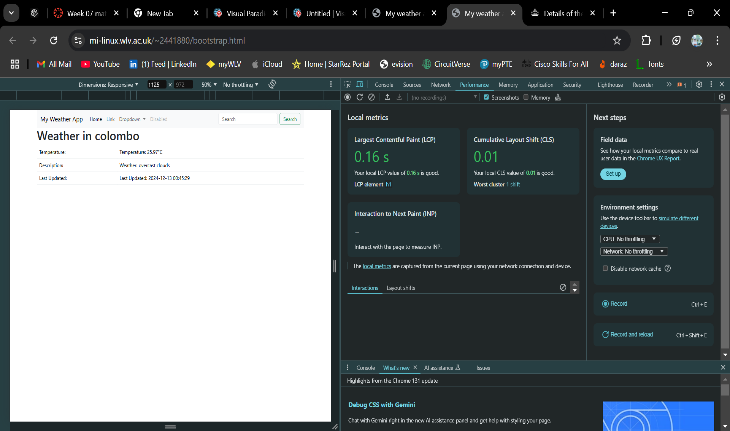 Week 07 mat
New Tab
Visual Paradi
Untitled | Vis
My weather a
My weather
Details of the
mi-linux.wlv.ac.uk/~2441880/bootstrap.html
All Mail YouTube (1) Feed | LinkedIn myWLV iCloud Home | StarRez Portal evision CircuitVerse myPTC Cisco Skills For All daraz fonts
Dimensions: Responsive 1125 × 972 50% No throttling
Console Sources Network Performance Memory Application Security Lighthouse Recorder
(no recordings) Screenshots Memory
My Weather App Home Link Dropdown Disabled Search Search
Weather in colombo
Temperature: Temperature: 25.97°C
Description: Weather: overcast clouds
Last Updated: Last Updated: 2024-12-13 03:45:29
Local metrics
Largest Contentful Paint (LCP)
0.16 s
Your local LCP value of 0.16 s is good.
LCP element h1
Cumulative Layout Shift (CLS)
0.01
Your local CLS value of 0.01 is good.
Worst cluster 1 shift
Interaction to Next Paint (INP)
-
Interact with the page to measure INP.
The local metrics are captured from the current page using your network connection and device.
Interactions Layout shifts
Next steps
Field data
See how your local metrics compare to real
user data in the Chrome UX Report.
Set up
Environment settings
Use the device toolbar to simulate different
devices.
CPU: No throttling
Network: No throttling
Disable network cache
Record Ctrl+E
Record and reload Ctrl+Shift+E
Console What's new AI assistance Issues
Highlights from the Chrome 131 update
Debug CSS with Gemini
Chat with Gemini right in the new AI assistance panel and get help with styling your page.